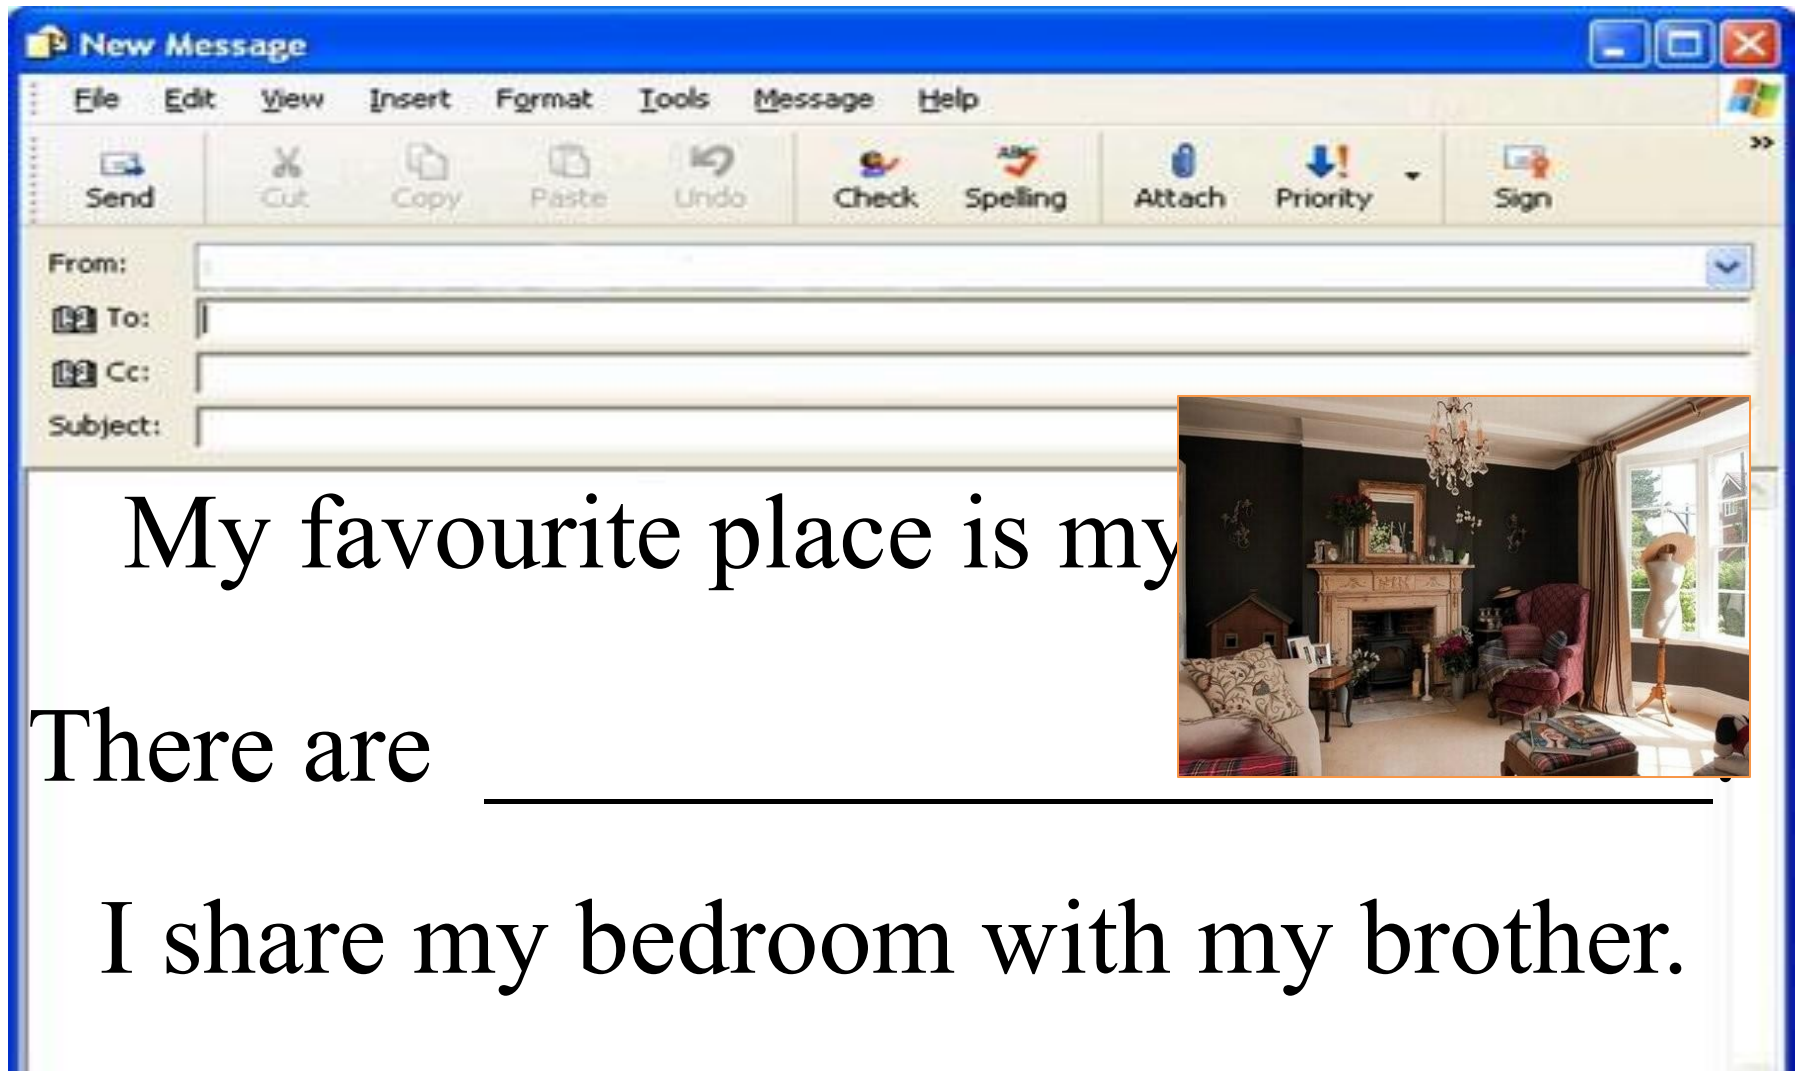 New Message
File Edit View Insert Format Tools Message Help
Send Cut Copy Paste Undo Check Spelling Attach Priority Sign
From:
To:
Cc:
Subject:
My favourite place is my
There are ____________________.
I share my bedroom with my brother.